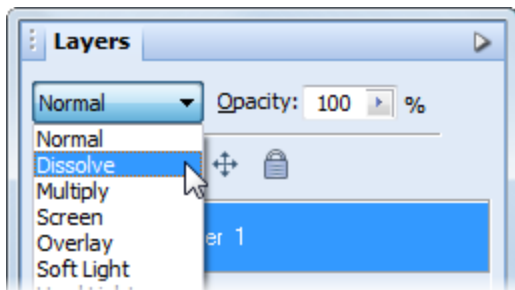 Layers
Normal Opacity: 100 %
Normal
Dissolve
Multiply
Screen
er 1
Overlay
Soft Light